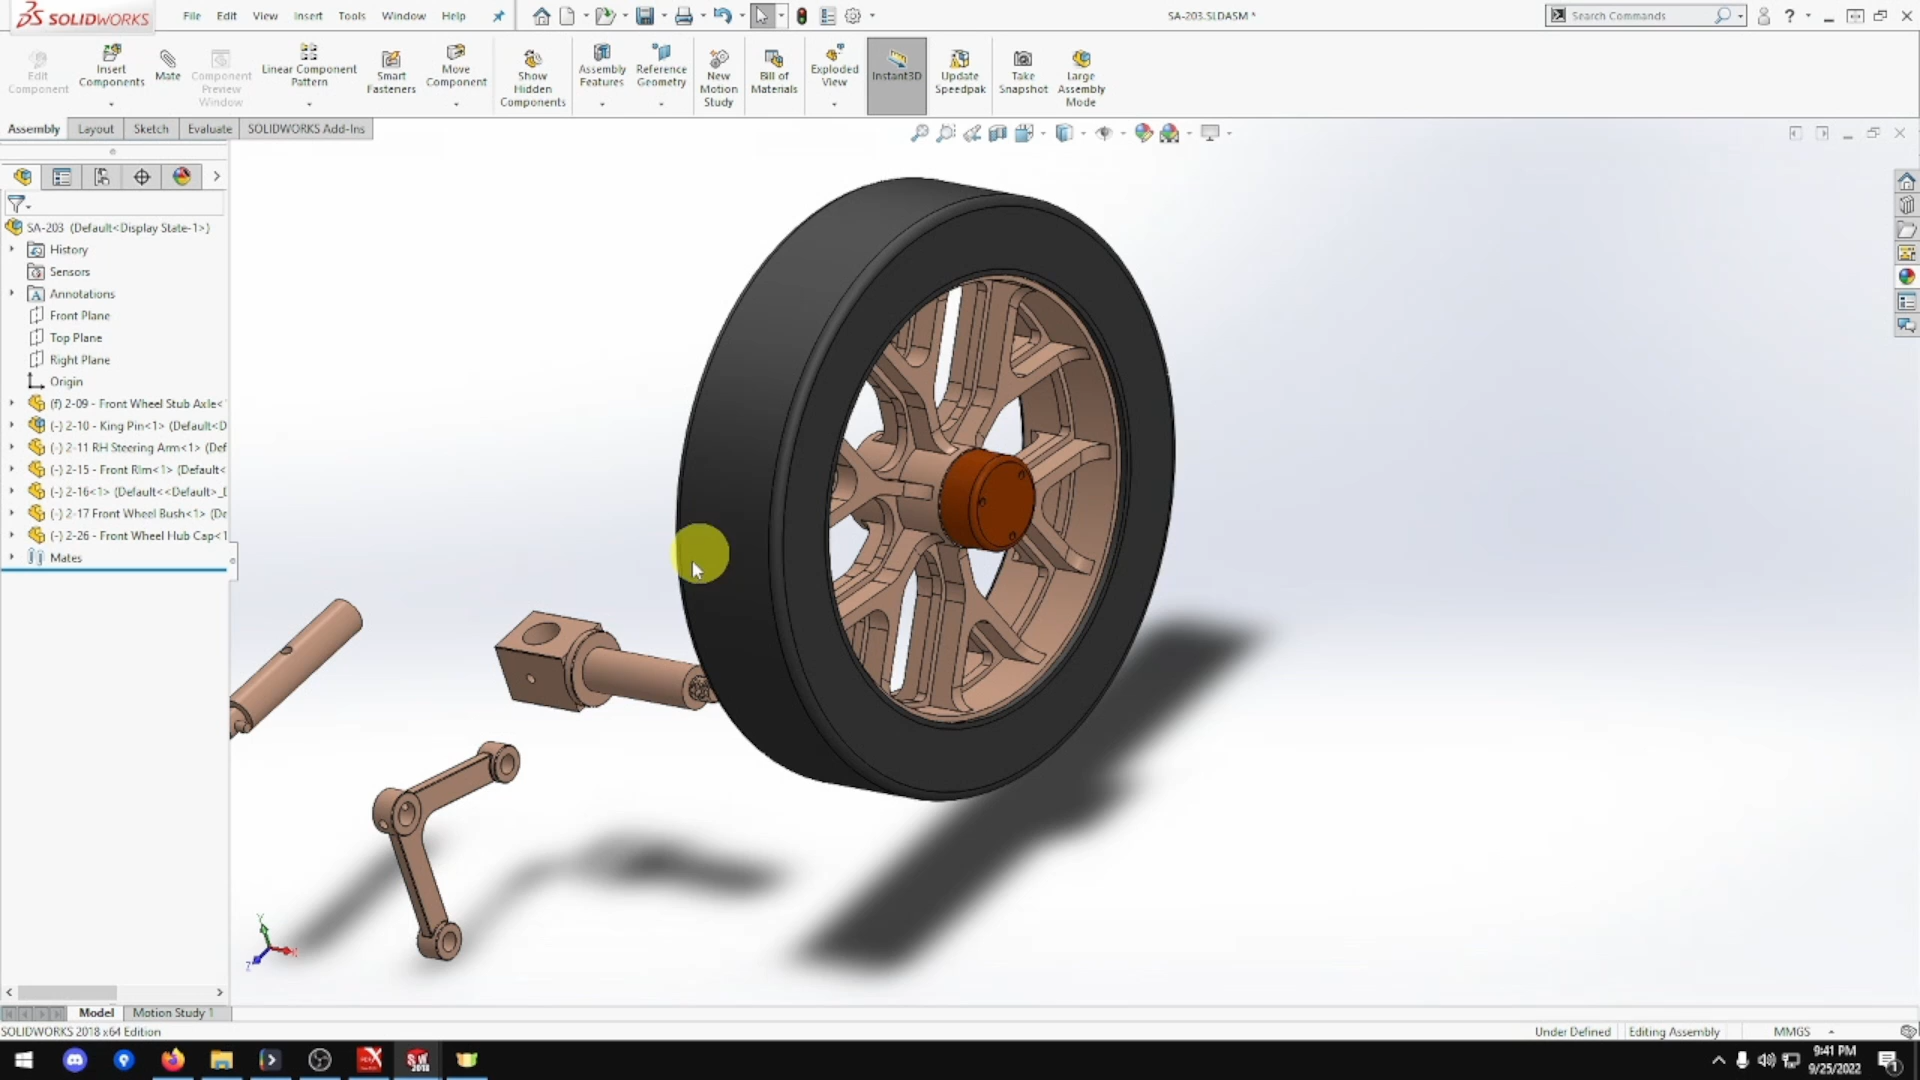 SOLIDWORKS
File Edit View Insert Tools Window Help
SA-203.SLDASM *
Search Commands
Edit Component
Insert Components
Mate
Component Preview Window
Linear Component Pattern
Smart Fasteners
Move Component
Show Hidden Components
Assembly Features
Reference Geometry
New Motion Study
Bill of Materials
Exploded View
Instant3D
Update Speedpak
Take Snapshot
Large Assembly Mode
Assembly Layout Sketch Evaluate SOLIDWORKS Add-Ins
SA-203 (Default<Display State-1>)
History
Sensors
Annotations
Front Plane
Top Plane
Right Plane
Origin
(f) 2-09 - Front Wheel Stub Axle<
(-) 2-10 - King Pin<1> (Default<D
(-) 2-11 RH Steering Arm<1> (Def
(-) 2-15 - Front Rim<1> (Default<
(-) 2-16<1> (Default<<Default>_D
(-) 2-17 Front Wheel Bush<1> (De
(-) 2-26 - Front Wheel Hub Cap<1
Mates
Y
X
Z
Model Motion Study 1
SOLIDWORKS 2018 x64 Edition
Under Defined Editing Assembly MMGS
9:41 PM
9/25/2022